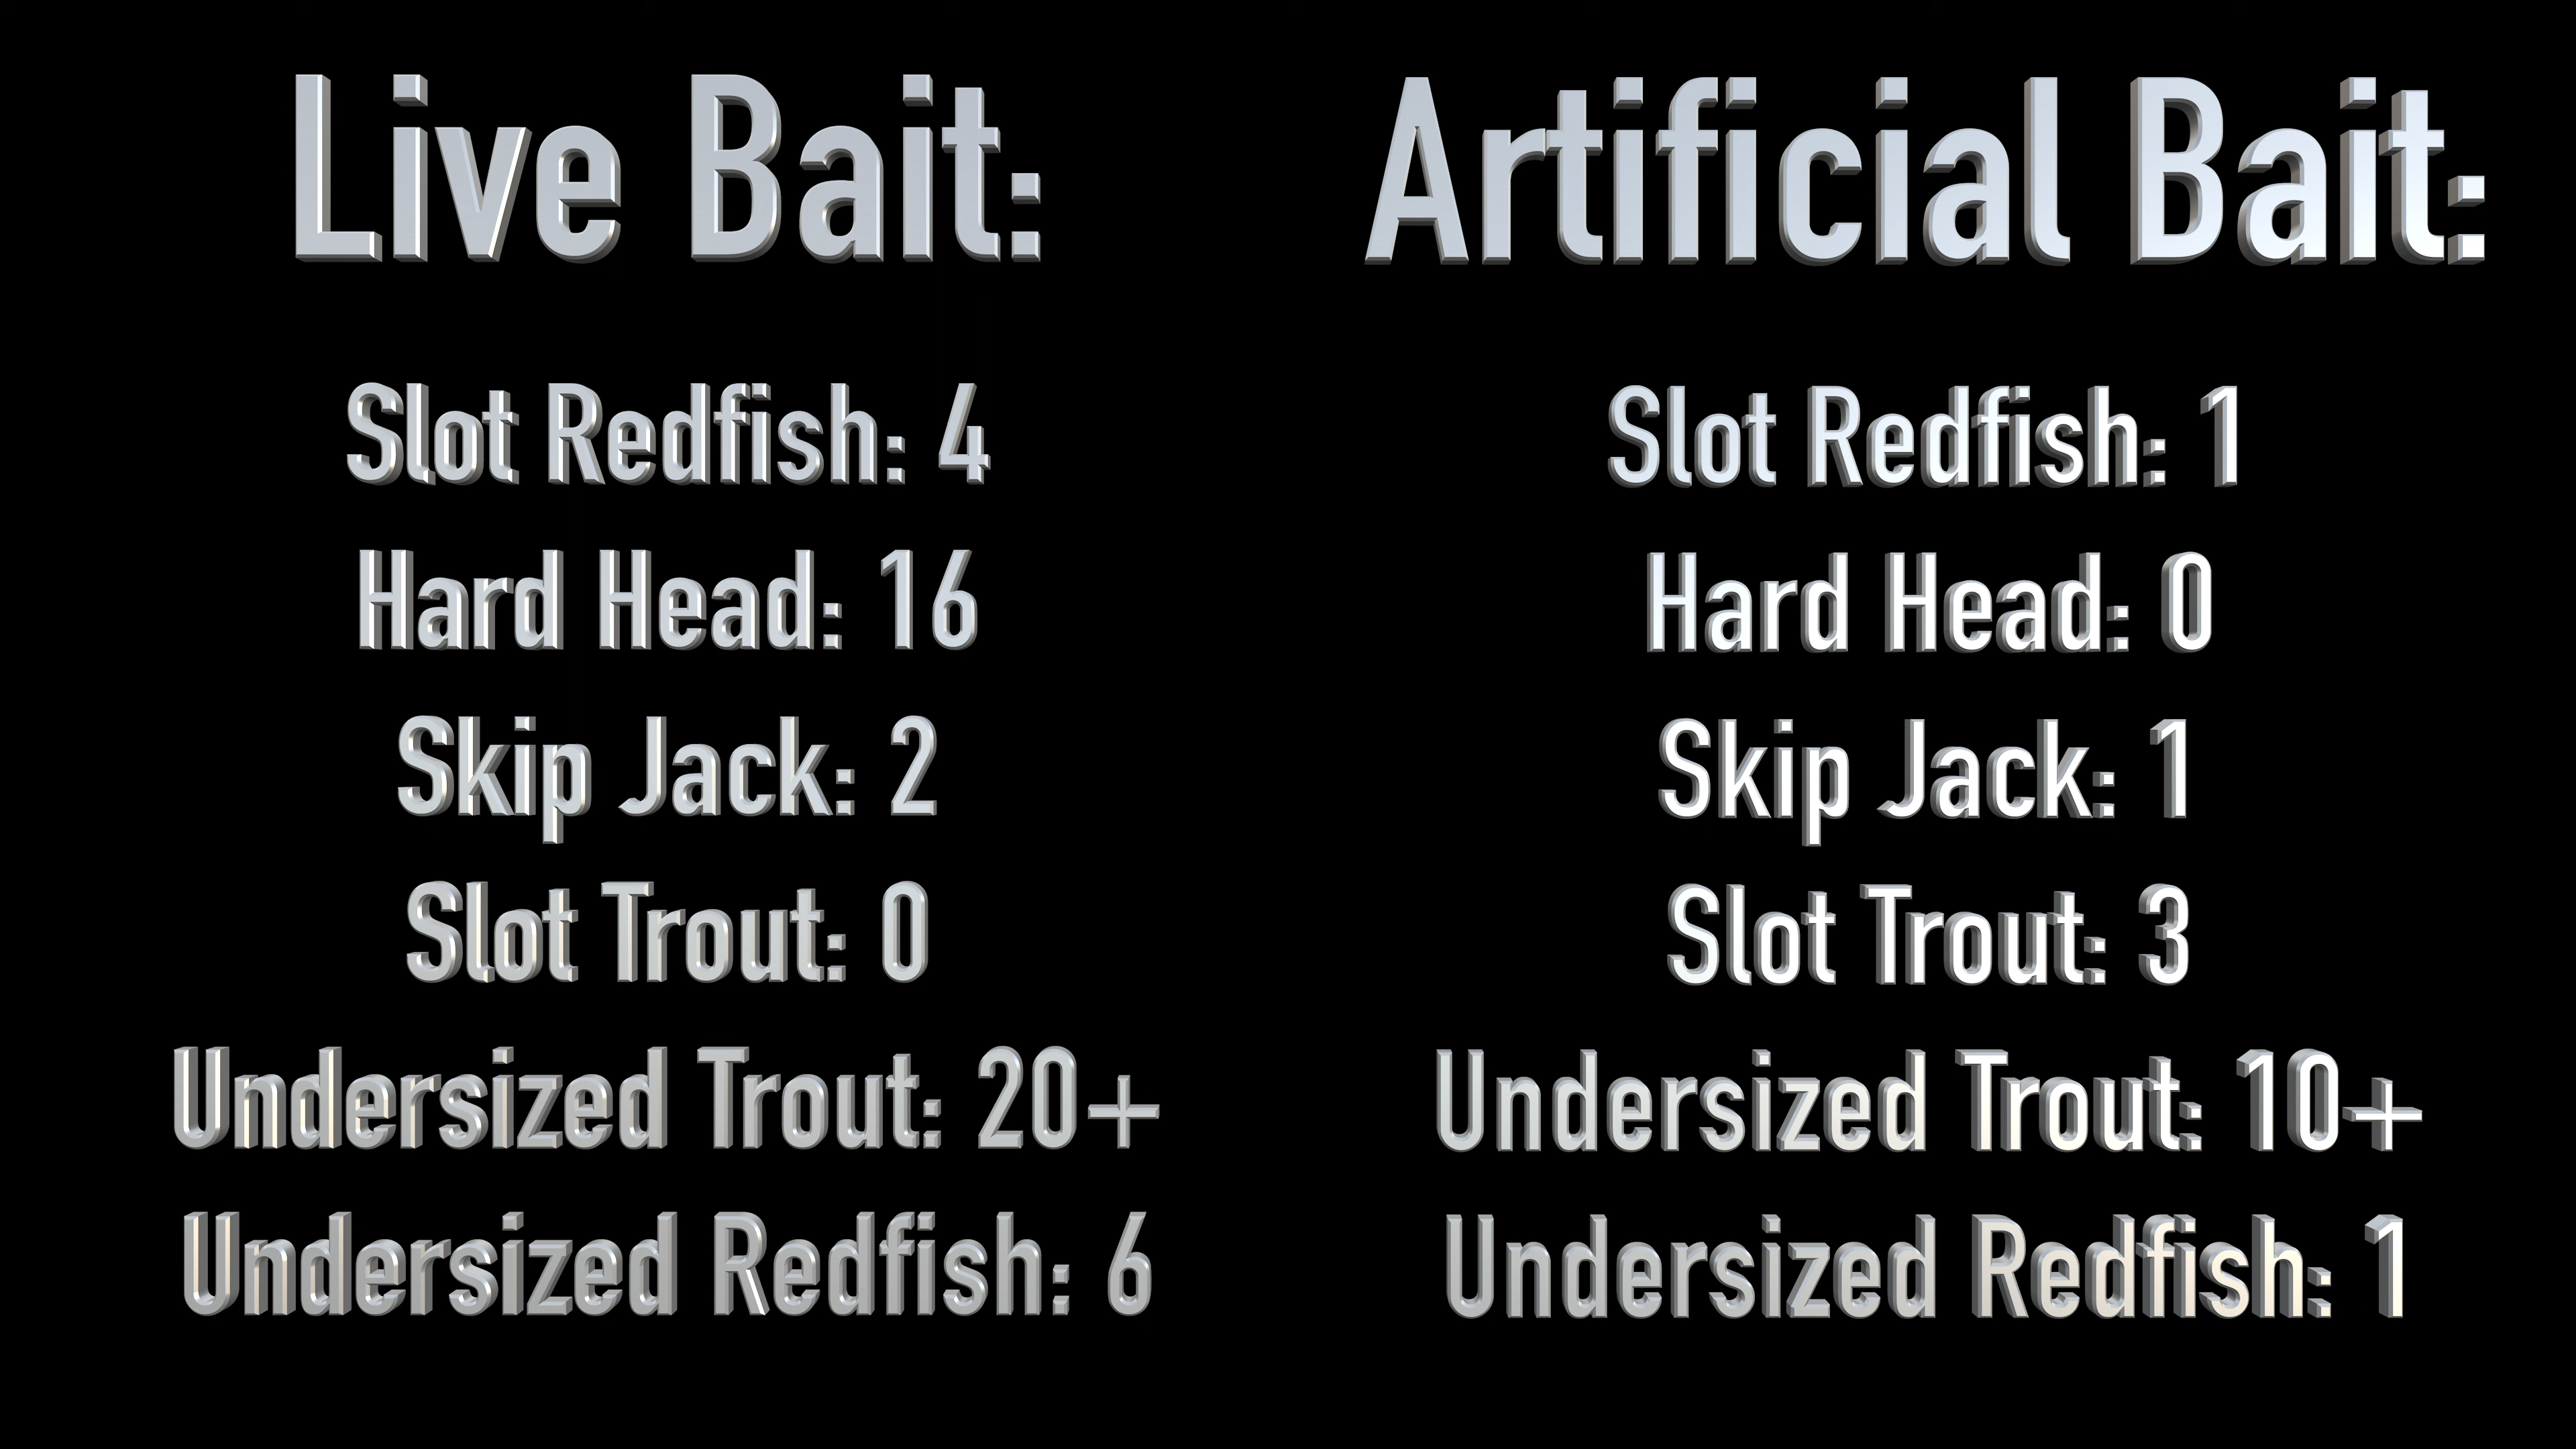 Live Bait:
Slot Redfish: 4
Hard Head: 16
Skip Jack: 2
Slot Trout: 0
Undersized Trout: 20+
Undersized Redfish: 6
Artificial Bait:
Slot Redfish: 1
Hard Head: 0
Skip Jack: 1
Slot Trout: 3
Undersized Trout: 10+
Undersized Redfish: 1